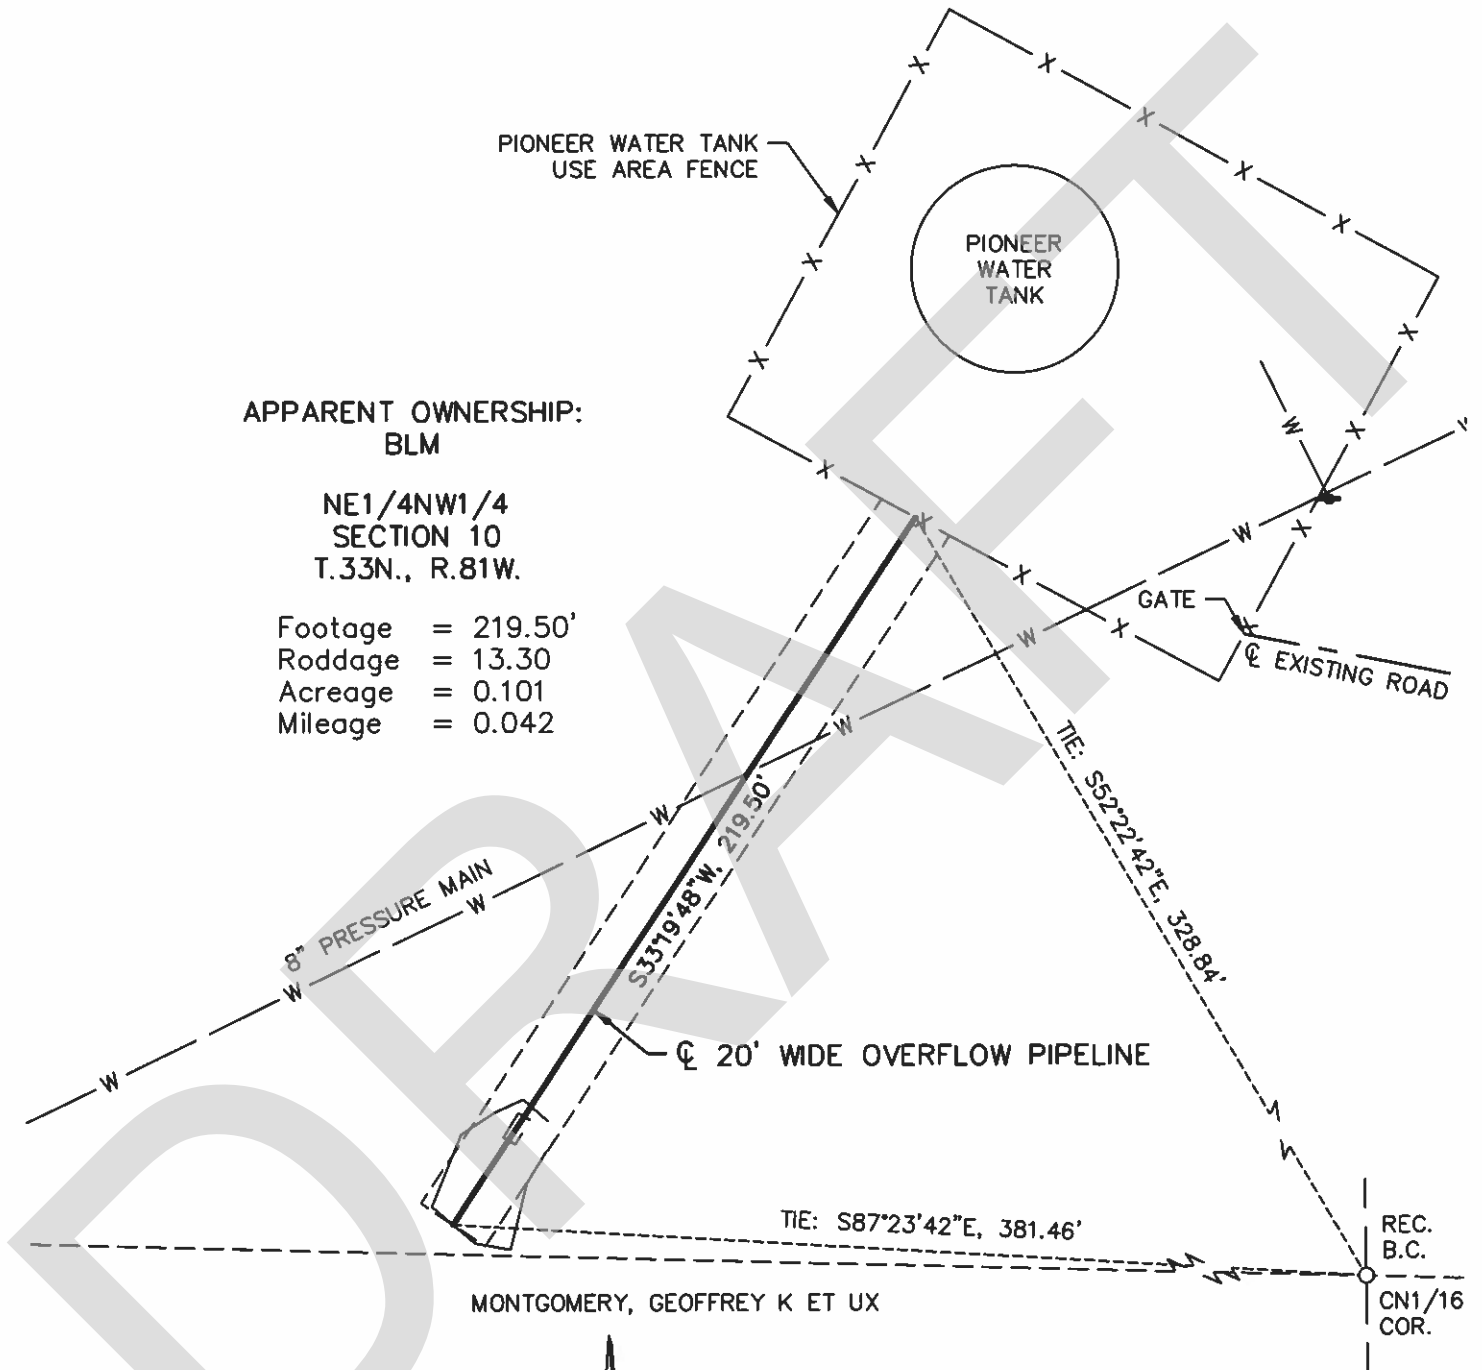 PIONEER WATER TANK
USE AREA FENCE
PIONEER
WATER
TANK
APPARENT OWNERSHIP:
BLM
NE1/4NW1/4
SECTION 10
T.33N., R.81W.
Footage = 219.50'
Roddage = 13.30
Acreage = 0.101
Mileage = 0.042
GATE
℄ EXISTING ROAD
TIE: S52°22'42"E, 328.84'
8" PRESSURE MAIN
S33°19'48"W, 219.50'
℄ 20' WIDE OVERFLOW PIPELINE
TIE: S87°23'42"E, 381.46'
REC.
B.C.
CN1/16
COR.
MONTGOMERY, GEOFFREY K ET UX
DRAFT